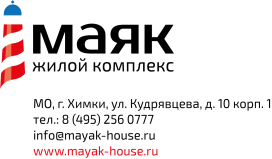 маяк
жилой комплекс
МО, г. Химки, ул. Кудрявцева, д. 10 корп. 1
тел.: 8 (495) 256 0777
info@mayak-house.ru
www.mayak-house.ru